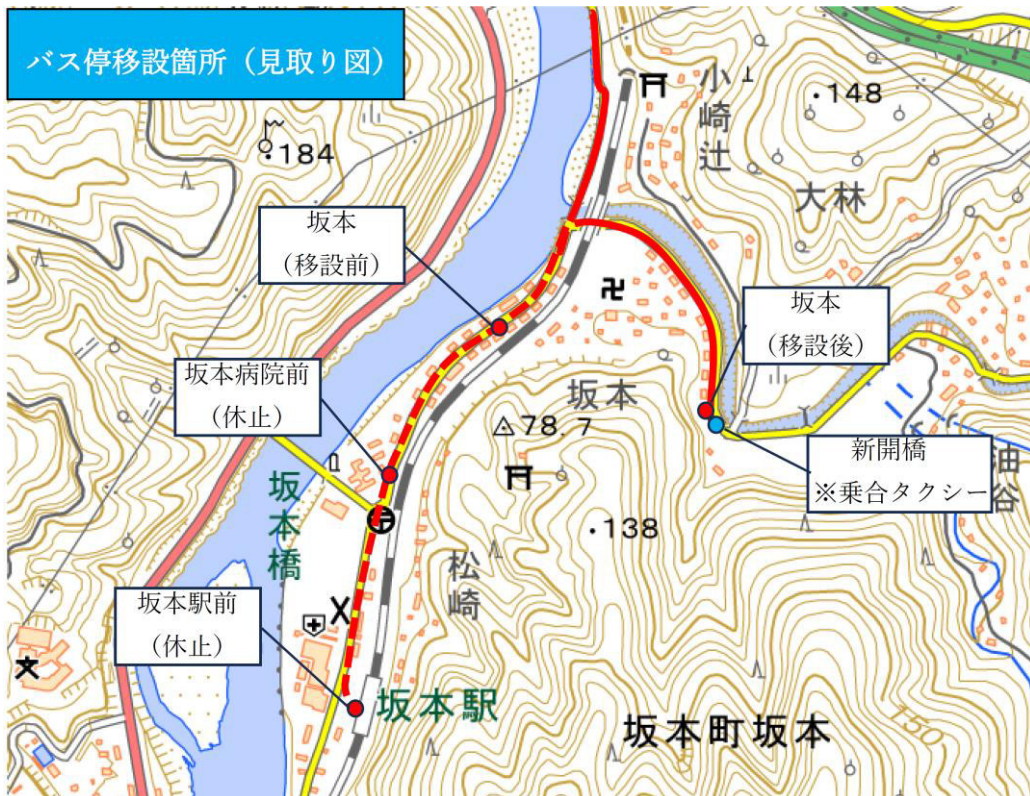 バス停移設箇所（見取り図）
小崎辻
・148
・184
大林
坂本
（移設前）
坂本
（移設後）
坂本病院前
（休止）
坂本
78.7
新開橋
※乗合タクシー
油谷
坂本橋
・138
松崎
坂本駅前
（休止）
坂本駅
坂本町坂本
150